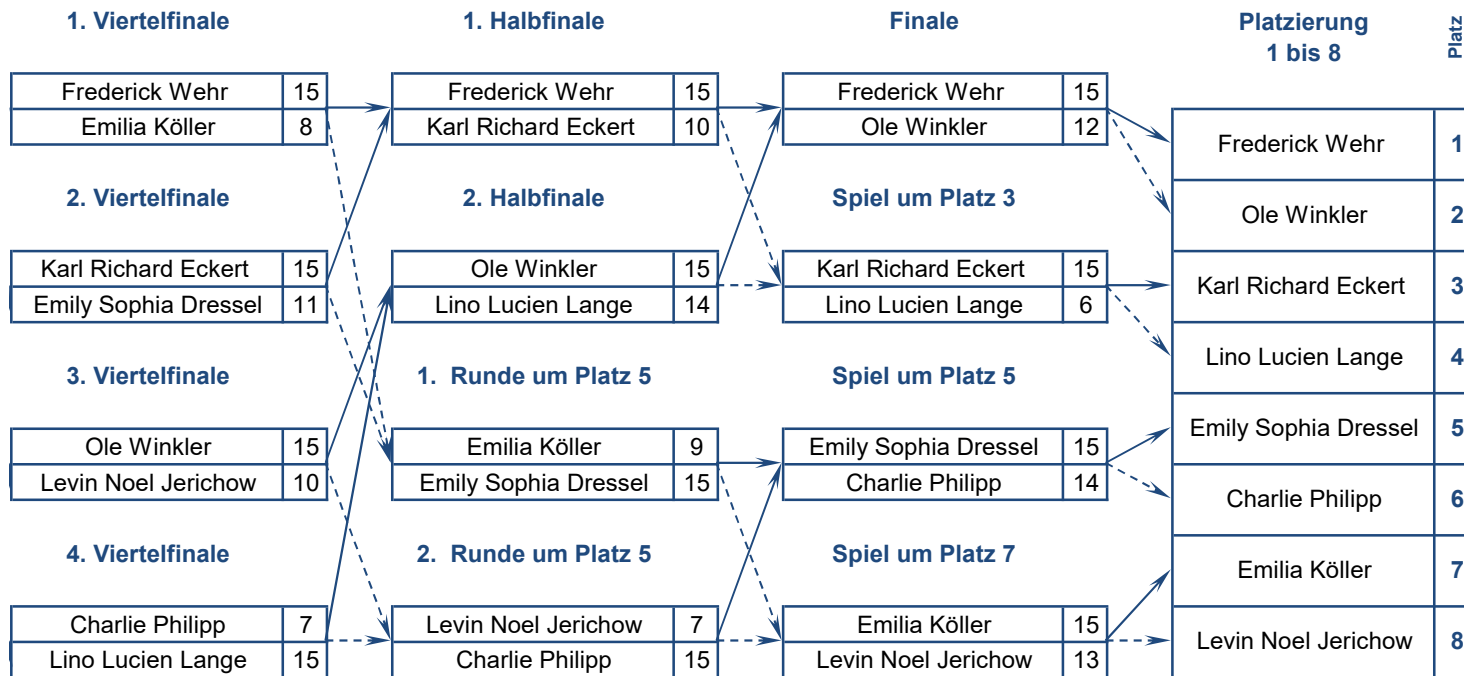 1. Viertelfinale
Frederick Wehr 15
Emilia Köller 8
2. Viertelfinale
Karl Richard Eckert 15
Emily Sophia Dressel 11
3. Viertelfinale
Ole Winkler 15
Levin Noel Jerichow 10
4. Viertelfinale
Charlie Philipp 7
Lino Lucien Lange 15
1. Halbfinale
Frederick Wehr 15
Karl Richard Eckert 10
2. Halbfinale
Ole Winkler 15
Lino Lucien Lange 14
1. Runde um Platz 5
Emilia Köller 9
Emily Sophia Dressel 15
2. Runde um Platz 5
Levin Noel Jerichow 7
Charlie Philipp 15
Finale
Frederick Wehr 15
Ole Winkler 12
Spiel um Platz 3
Karl Richard Eckert 15
Lino Lucien Lange 6
Spiel um Platz 5
Emily Sophia Dressel 15
Charlie Philipp 14
Spiel um Platz 7
Emilia Köller 15
Levin Noel Jerichow 13
Platzierung
1 bis 8
Platz
Frederick Wehr 1
Ole Winkler 2
Karl Richard Eckert 3
Lino Lucien Lange 4
Emily Sophia Dressel 5
Charlie Philipp 6
Emilia Köller 7
Levin Noel Jerichow 8